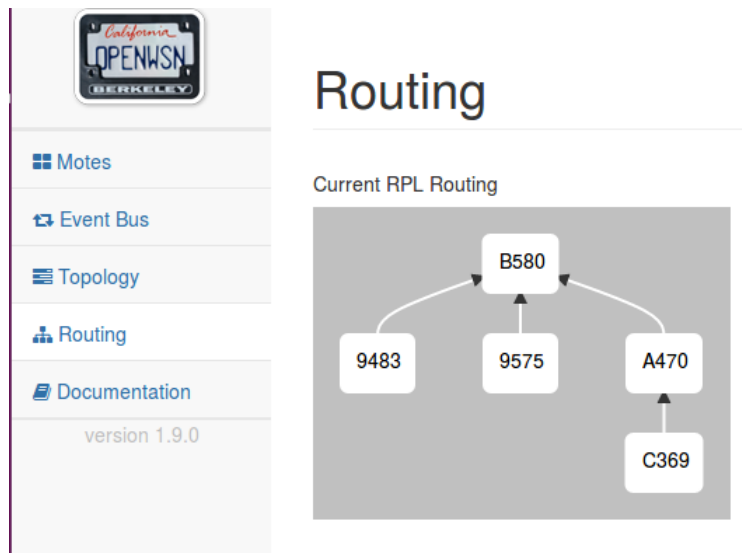 California
OPENWSN
BERKELEY
Motes
Event Bus
Topology
Routing
Documentation
version 1.9.0
Routing
Current RPL Routing
B580
9483
9575
A470
C369